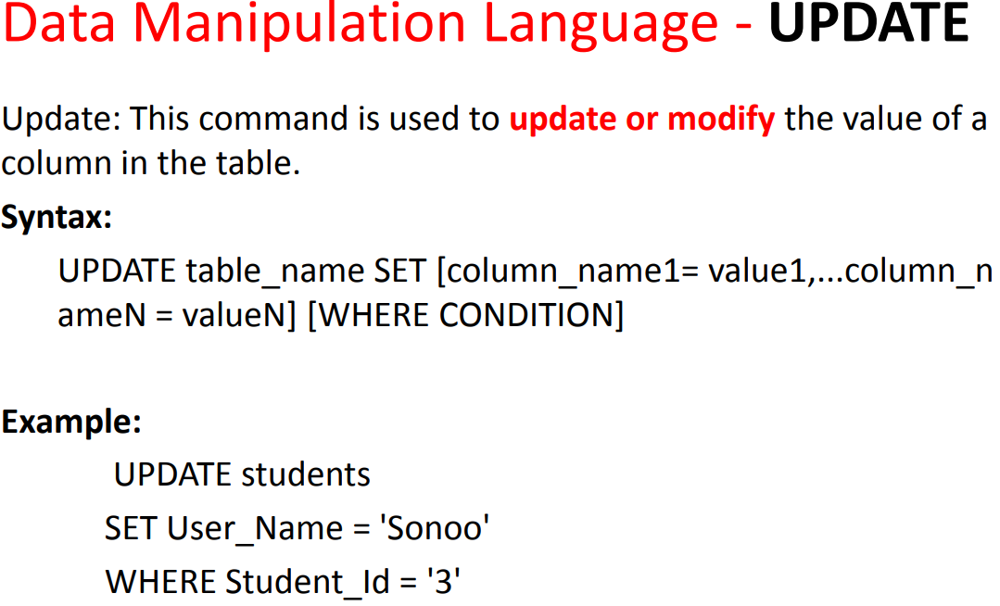 Data Manipulation Language - UPDATE
Update: This command is used to update or modify the value of a
column in the table.
Syntax:
UPDATE table_name SET [column_name1= value1,...column_n
ameN = valueN] [WHERE CONDITION]
Example:
UPDATE students
SET User_Name = 'Sonoo'
WHERE Student_Id = '3'